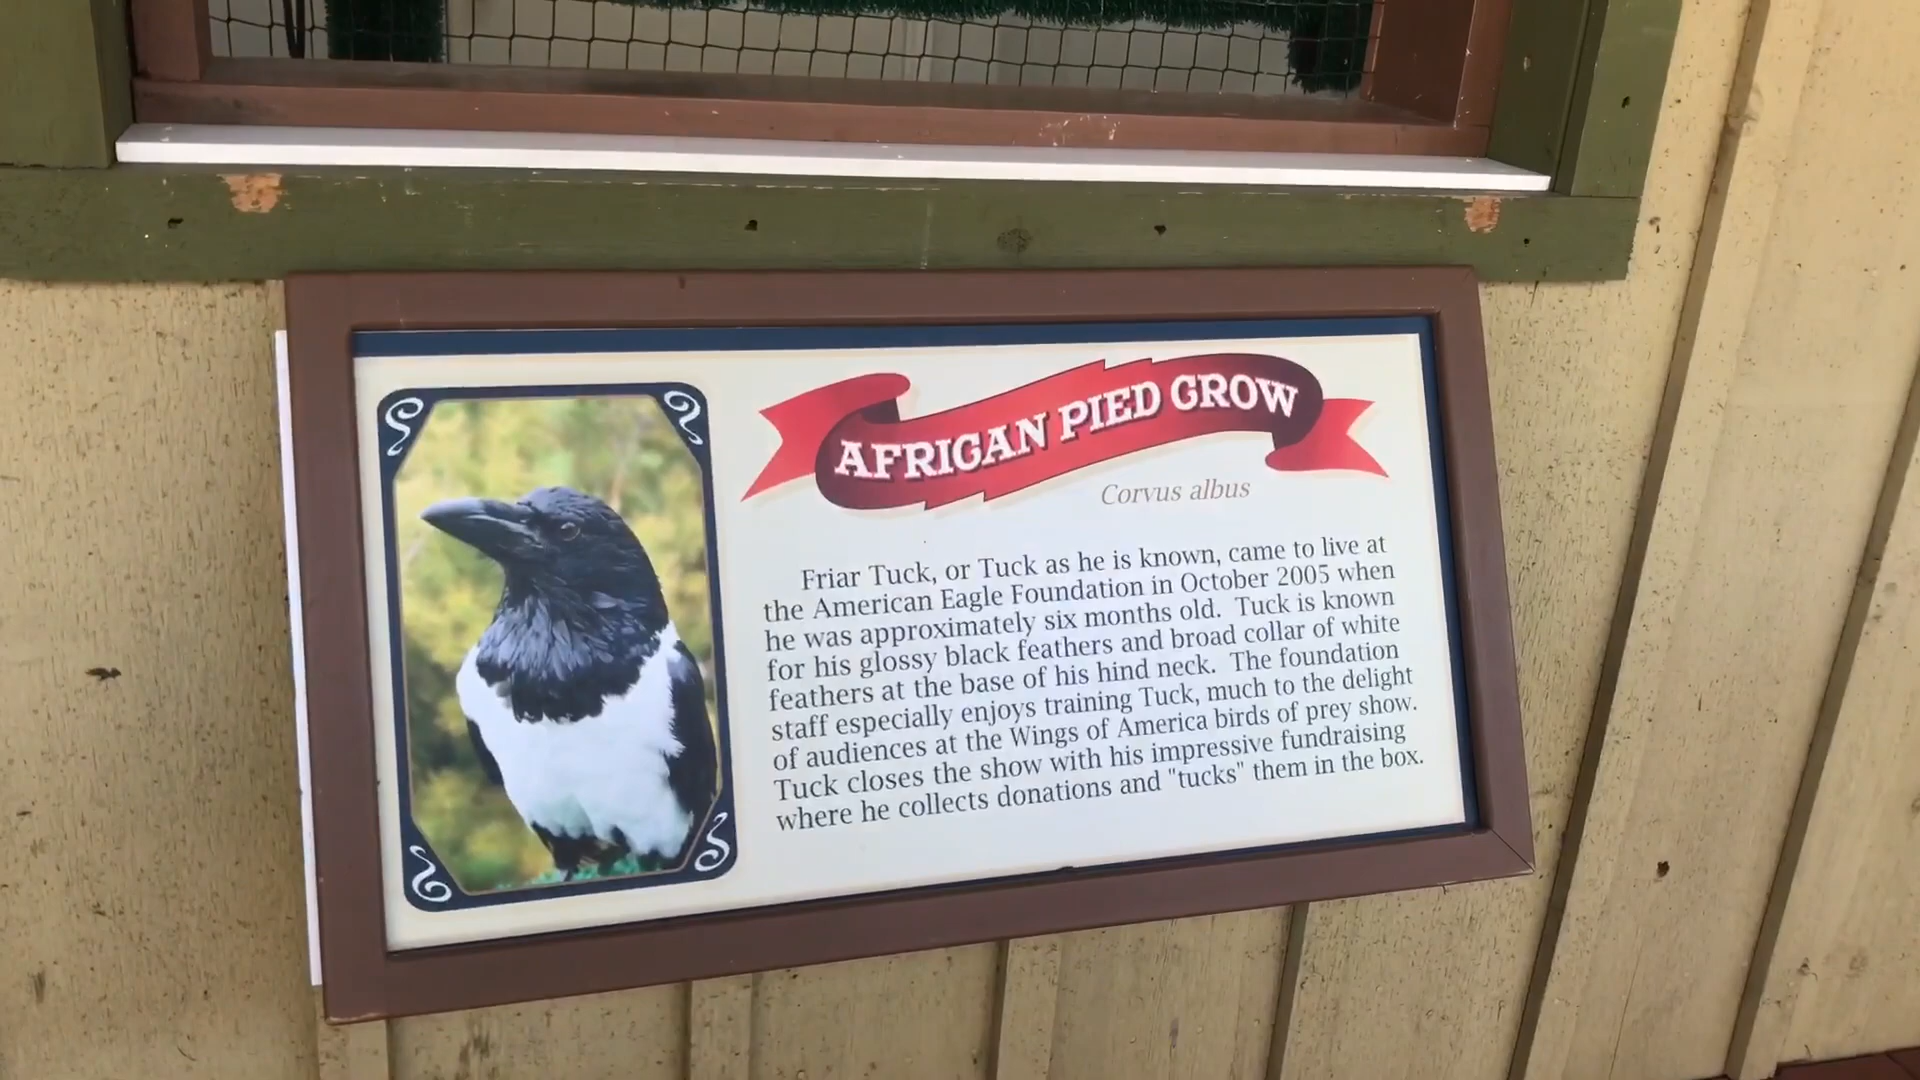 AFRICAN PIED CROW
Corvus albus
Friar Tuck, or Tuck as he is known, came to live at
the American Eagle Foundation in October 2005 when
he was approximately six months old. Tuck is known
for his glossy black feathers and broad collar of white
feathers at the base of his hind neck. The foundation
staff especially enjoys training Tuck, much to the delight
of audiences at the Wings of America birds of prey show.
Tuck closes the show with his impressive fundraising
where he collects donations and "tucks" them in the box.